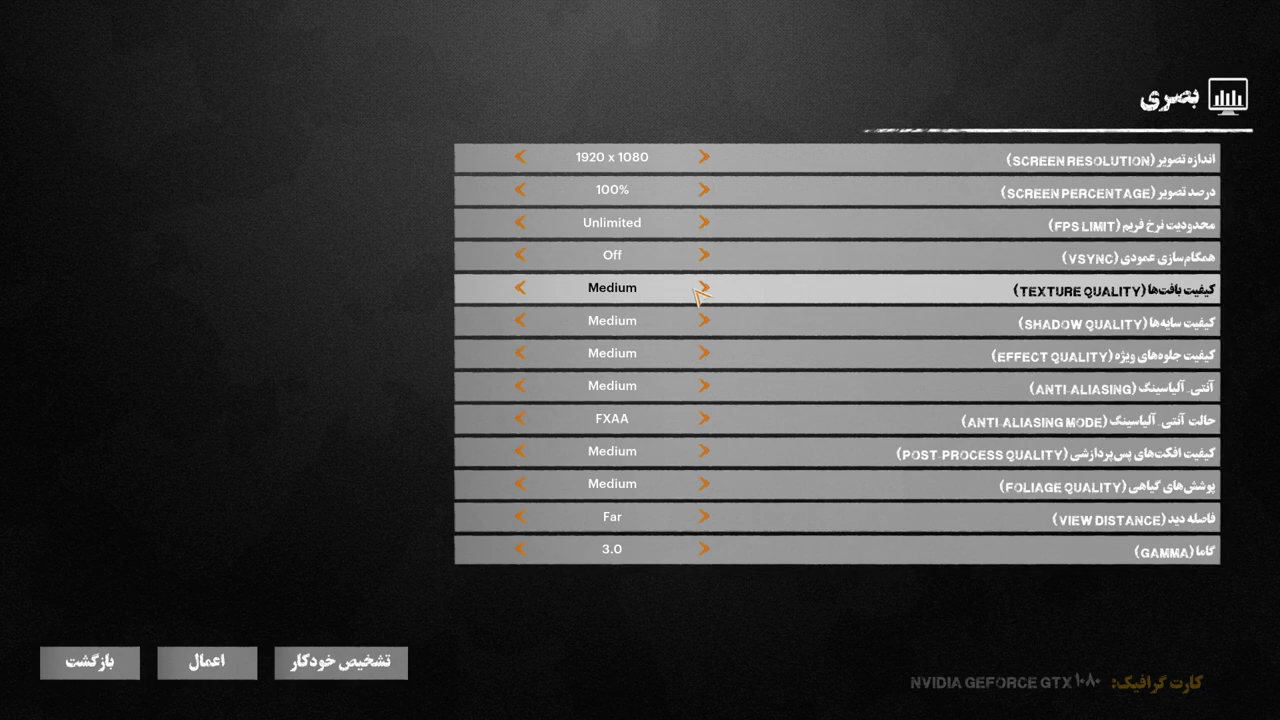 بصری
اندازه تصویر (SCREEN RESOLUTION) 1920 x 1080
درصد تصویر (SCREEN PERCENTAGE) 100%
محدودیت نرخ فریم (FPS LIMIT) Unlimited
همگام‌سازی عمودی (VSYNC) Off
کیفیت بافت‌ها (TEXTURE QUALITY) Medium
کیفیت سایه‌ها (SHADOW QUALITY) Medium
کیفیت جلوه‌های ویژه (EFFECT QUALITY) Medium
آنتی-آلیاسینگ (ANTI-ALIASING) Medium
حالت آنتی-آلیاسینگ (ANTI-ALIASING MODE) FXAA
کیفیت افکت‌های پس‌پردازشی (POST-PROCESS QUALITY) Medium
پوشش‌های گیاهی (FOLIAGE QUALITY) Medium
فاصله دید (VIEW DISTANCE) Far
گاما (GAMMA) 3.0
تشخیص خودکار اعمال بازگشت
کارت گرافیک: NVIDIA GEFORCE GTX ۱۰۸۰